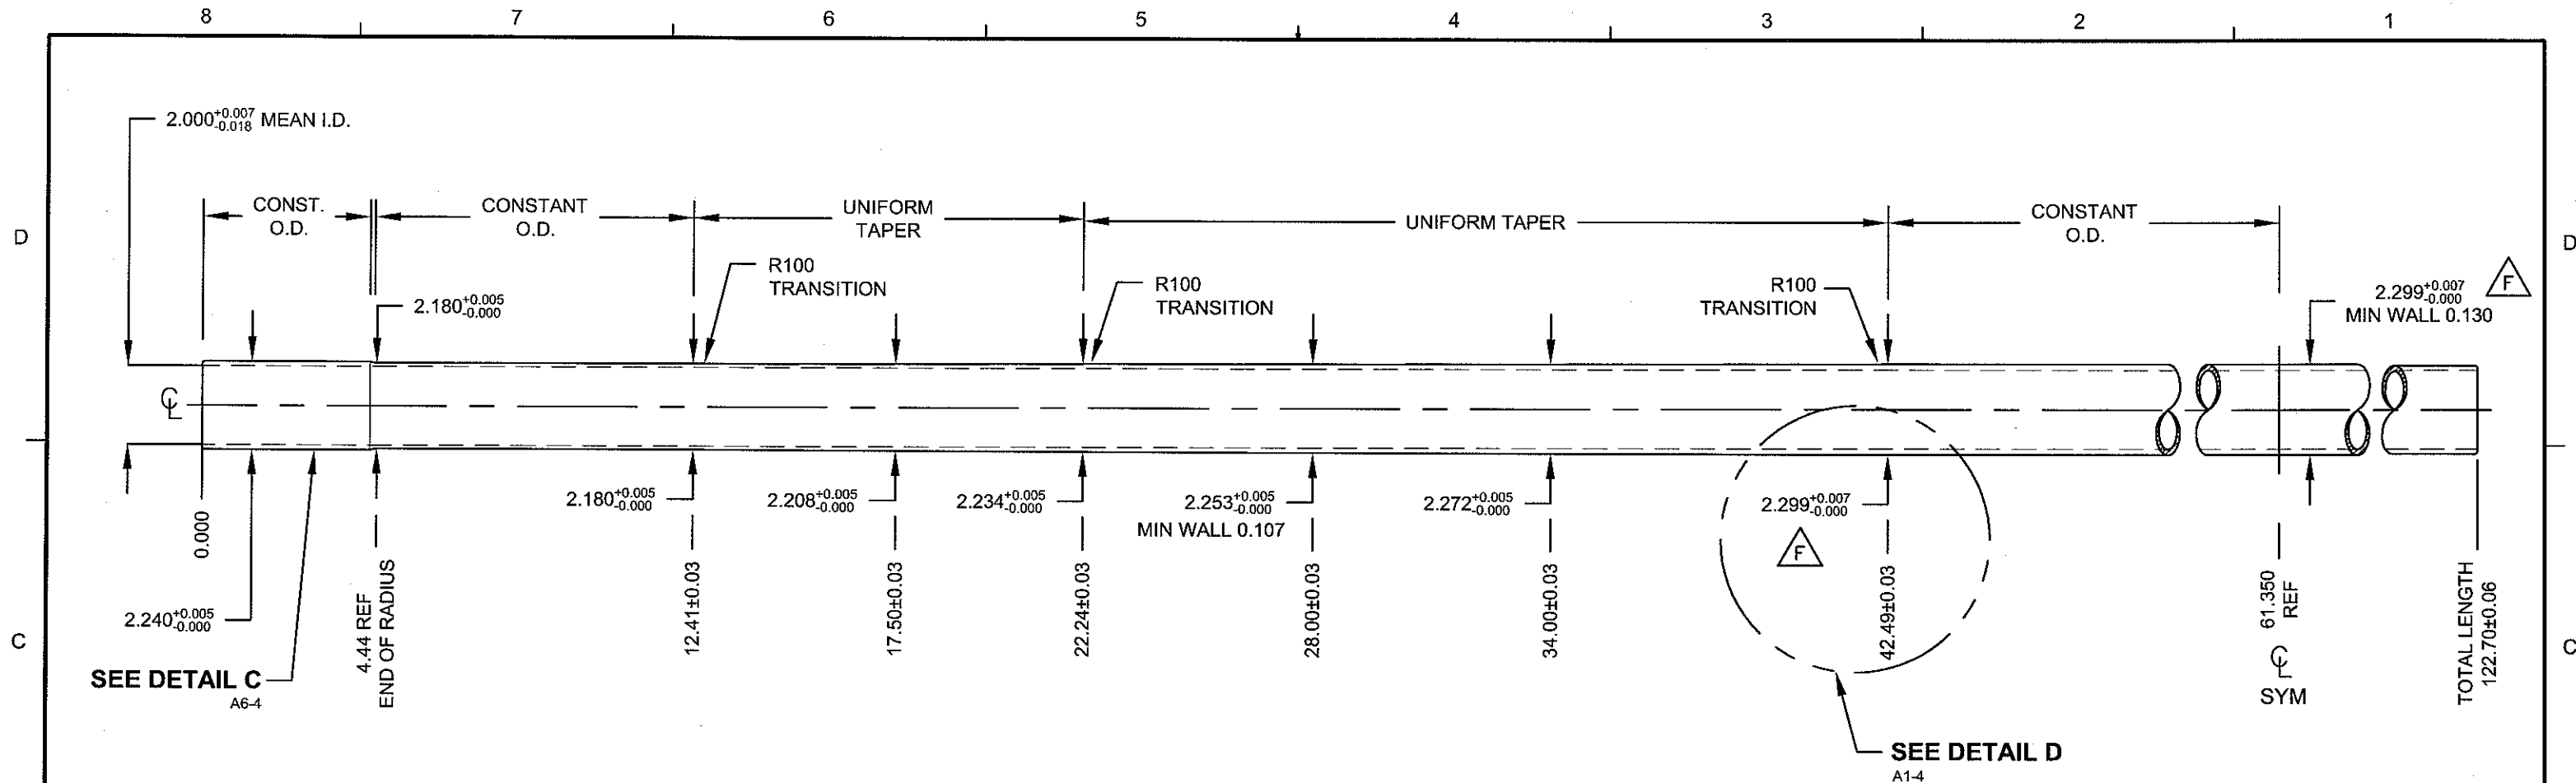 8 7 6 5 4 3 2 1
2.000 +0.007 -0.018 MEAN I.D.
CONST.
O.D.
CONSTANT
O.D.
UNIFORM
TAPER
UNIFORM TAPER
CONSTANT
O.D.
D
D
R100
TRANSITION
R100
TRANSITION
R100
TRANSITION
2.180 +0.005 -0.000
2.299 +0.007 -0.000
MIN WALL 0.130
F
CL
2.180 +0.005 -0.000
2.208 +0.005 -0.000
2.234 +0.005 -0.000
2.253 +0.005 -0.000
MIN WALL 0.107
2.272 +0.005 -0.000
2.299 +0.007 -0.000
F
0.000
2.240 +0.005 -0.000
4.44 REF
END OF RADIUS
12.41±0.03
17.50±0.03
22.24±0.03
28.00±0.03
34.00±0.03
42.49±0.03
61.350
REF
CL
SYM
TOTAL LENGTH
122.70±0.06
C
C
SEE DETAIL C
A6-4
SEE DETAIL D
A1-4